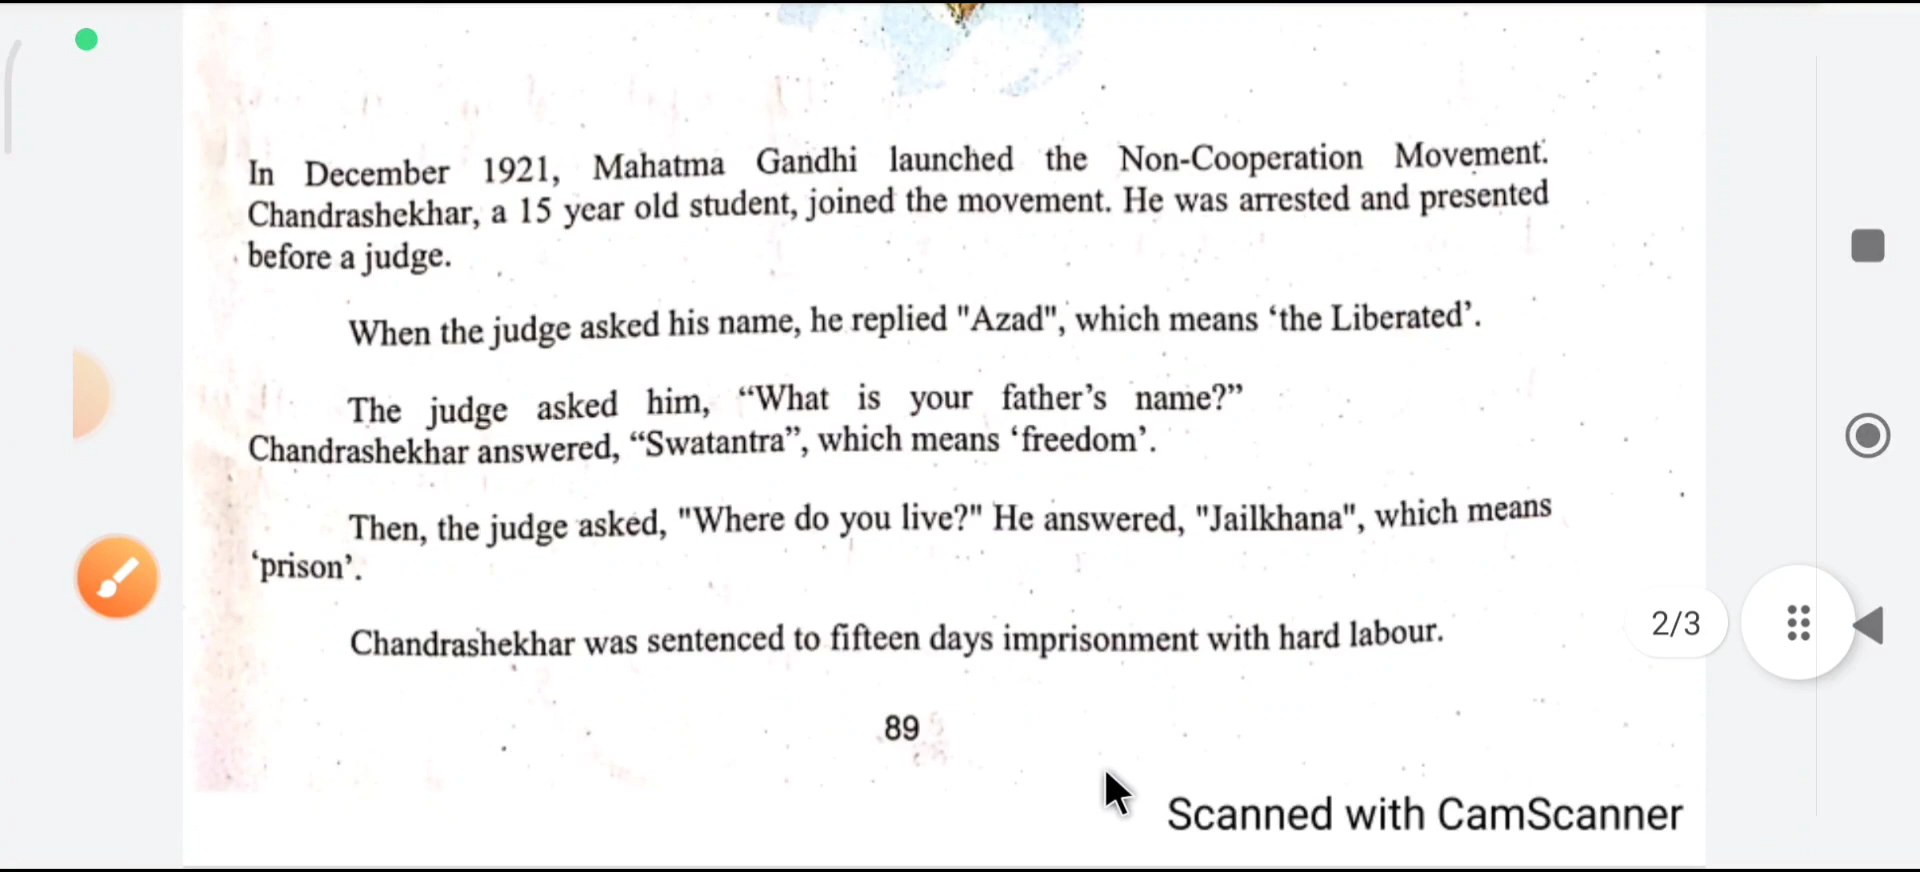 In December 1921, Mahatma Gandhi launched the Non-Cooperation Movement.
Chandrashekhar, a 15 year old student, joined the movement. He was arrested and presented
before a judge.
When the judge asked his name, he replied "Azad", which means ‘the Liberated’.
The judge asked him, “What is your father’s name?”
Chandrashekhar answered, “Swatantra”, which means ‘freedom’.
Then, the judge asked, "Where do you live?" He answered, "Jailkhana", which means
‘prison’.
Chandrashekhar was sentenced to fifteen days imprisonment with hard labour.
2/3
89
Scanned with CamScanner